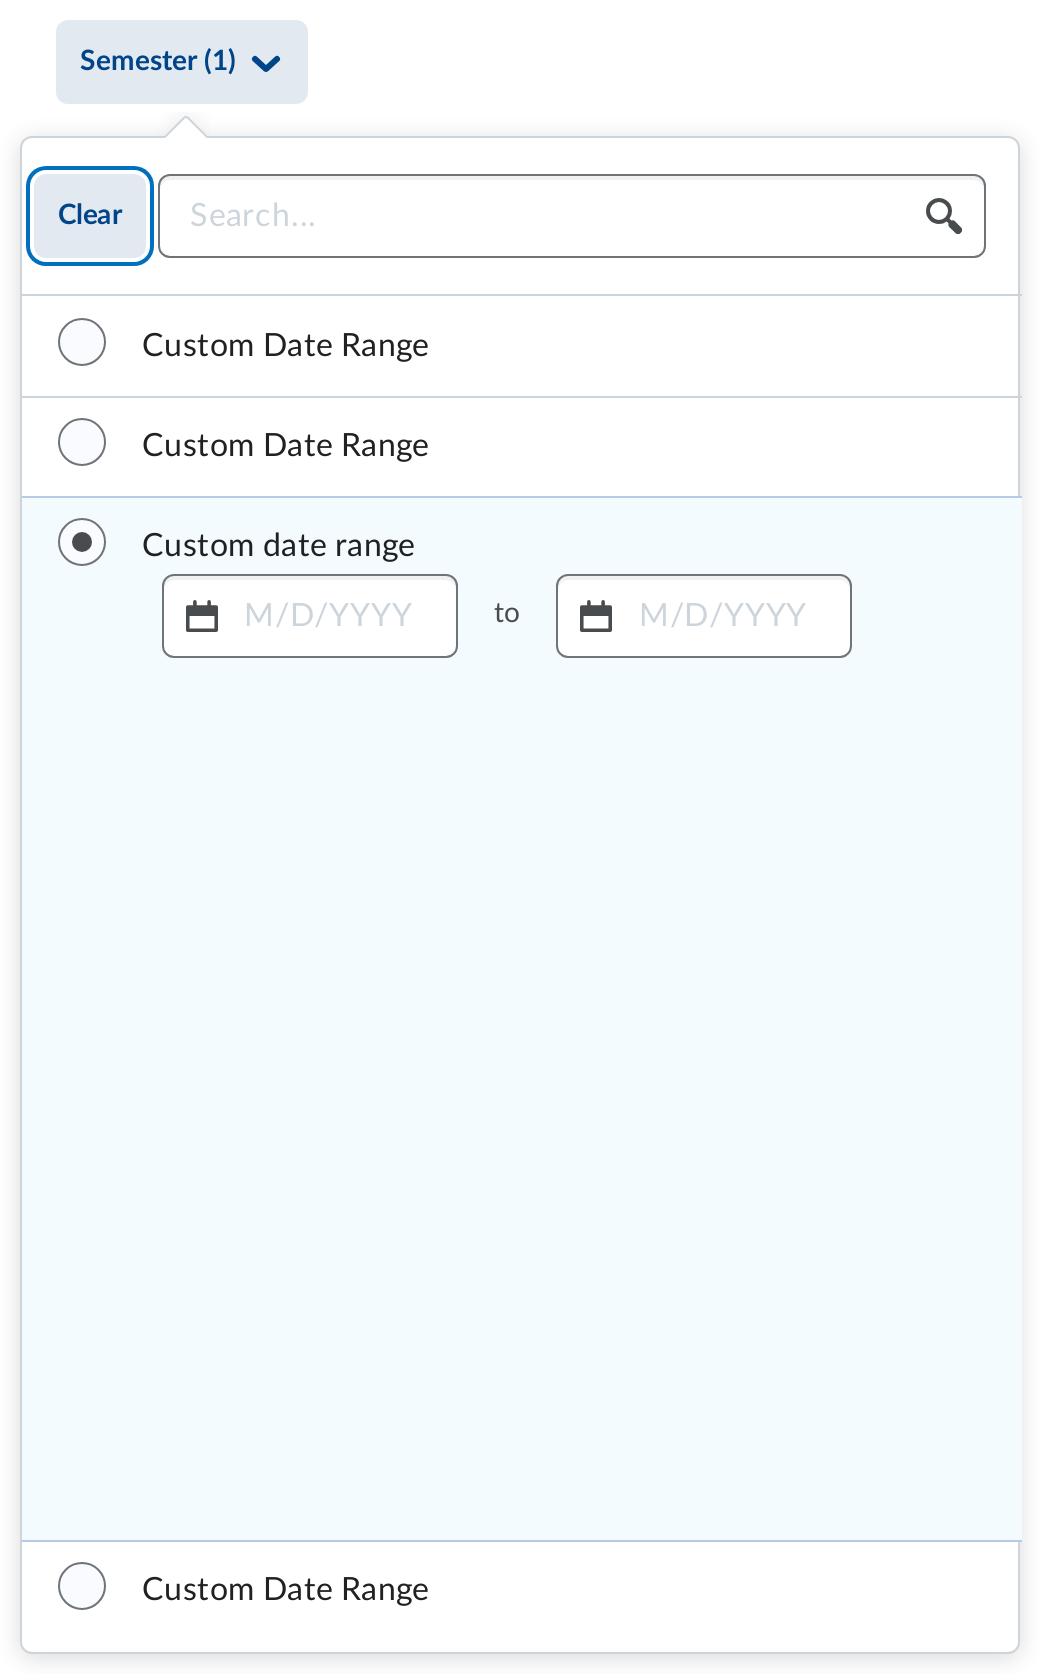 Semester (1)
Clear
Search...
Custom Date Range
Custom Date Range
Custom date range
M/D/YYYY to M/D/YYYY
Custom Date Range